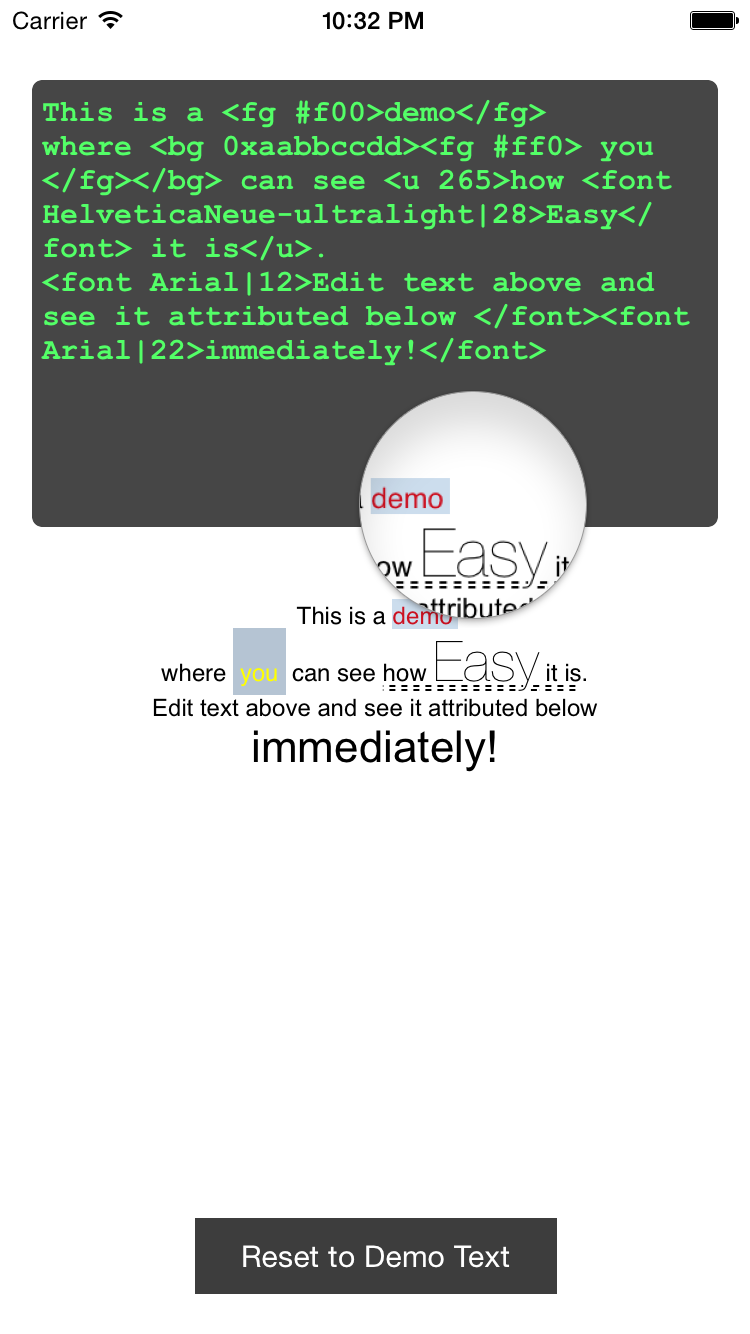 Carrier 10:32 PM
This is a <fg #f00>demo</fg>
where <bg 0xaabbccdd><fg #ff0> you
</fg></bg> can see <u 265>how <font
HelveticaNeue-ultralight|28>Easy</
font> it is</u>.
<font Arial|12>Edit text above and
see it attributed below </font><font
Arial|22>immediately!</font>
demo
ow Easy it
attributed
This is a demo
where you can see how Easy it is.
Edit text above and see it attributed below
immediately!
Reset to Demo Text